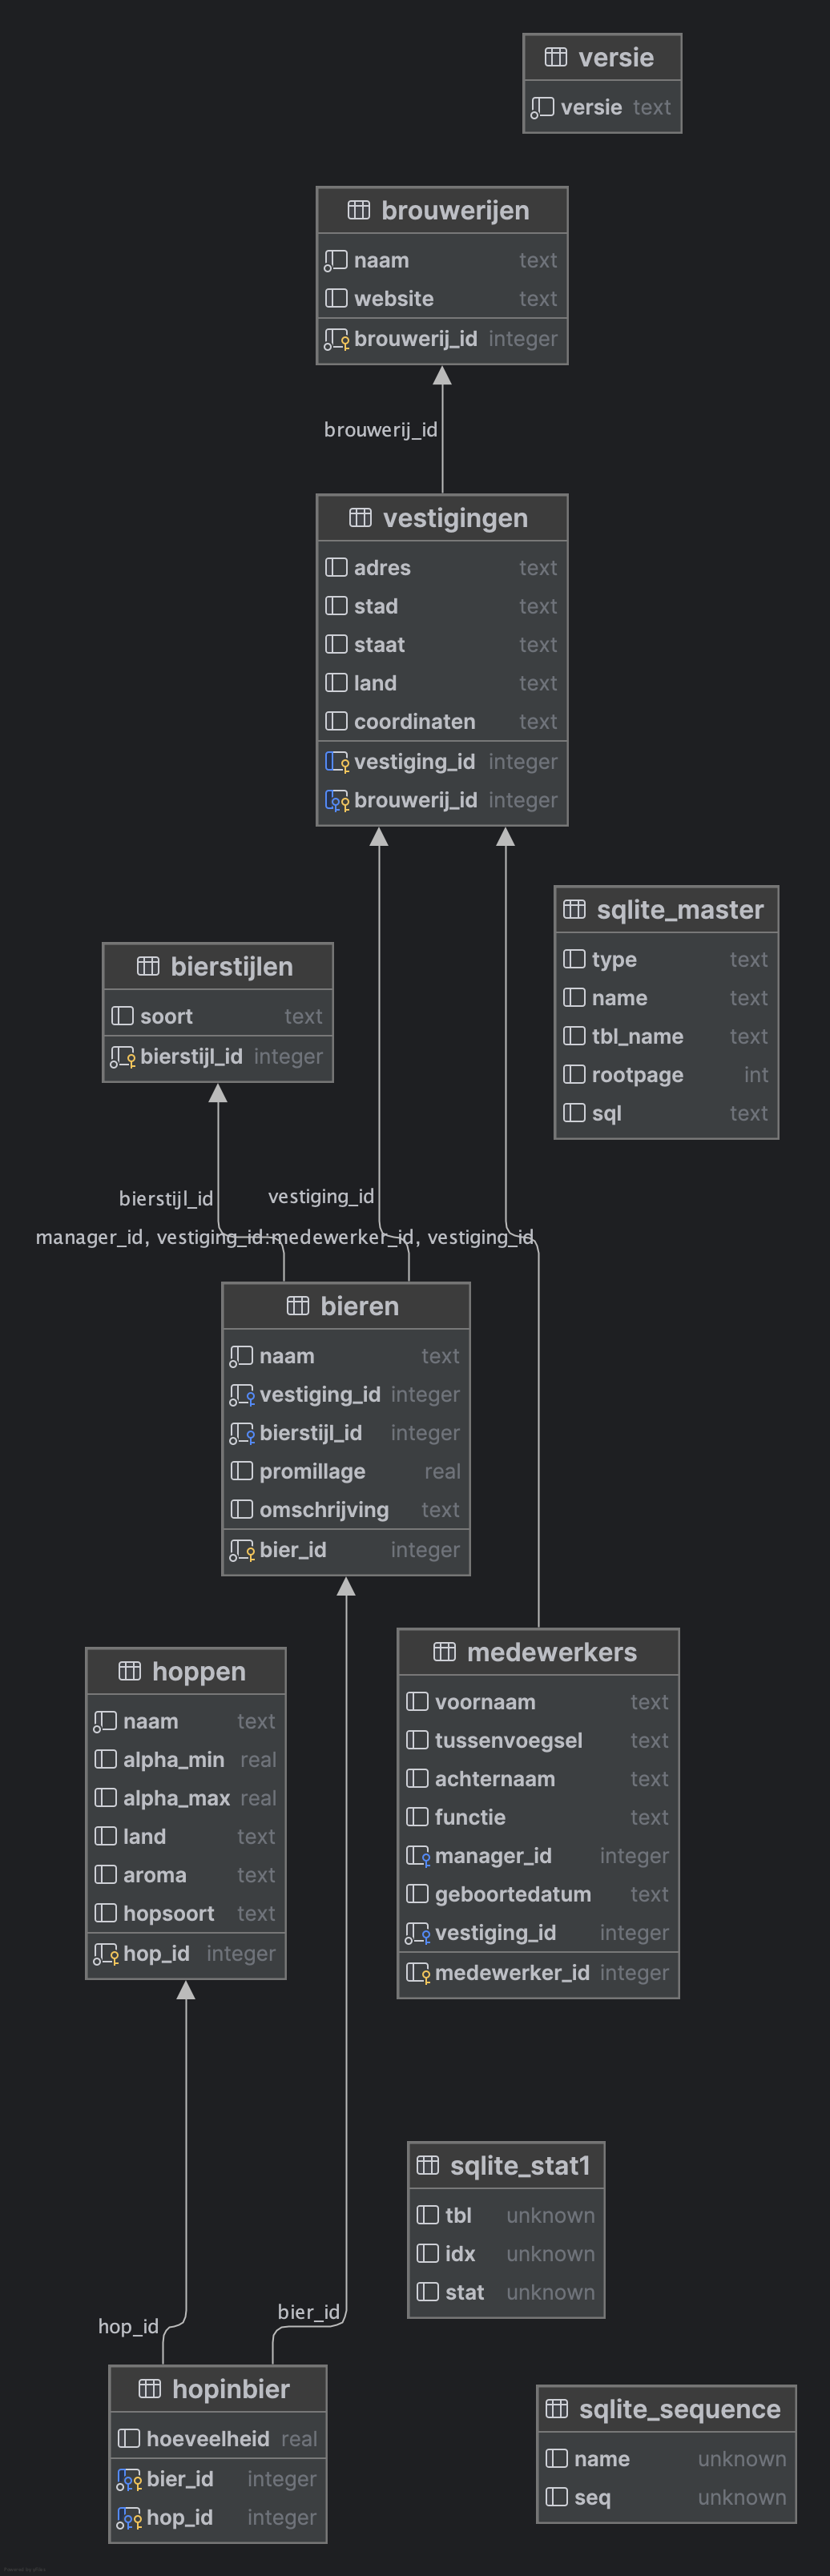 versie
versie text
brouwerijen
naam text
website text
brouwerij_id integer
brouwerij_id
vestigingen
adres text
stad text
staat text
land text
coordinaten text
vestiging_id integer
brouwerij_id integer
sqlite_master
type text
name text
tbl_name text
rootpage int
sql text
bierstijlen
soort text
bierstijl_id integer
bierstijl_id
vestiging_id
manager_id, vestiging_id:medewerker_id, vestiging_id
bieren
naam text
vestiging_id integer
bierstijl_id integer
promillage real
omschrijving text
bier_id integer
hoppen
naam text
alpha_min real
alpha_max real
land text
aroma text
hopsoort text
hop_id integer
medewerkers
voornaam text
tussenvoegsel text
achternaam text
functie text
manager_id integer
geboortedatum text
vestiging_id integer
medewerker_id integer
sqlite_stat1
tbl unknown
idx unknown
stat unknown
hop_id
bier_id
hopinbier
hoeveelheid real
bier_id integer
hop_id integer
sqlite_sequence
name unknown
seq unknown